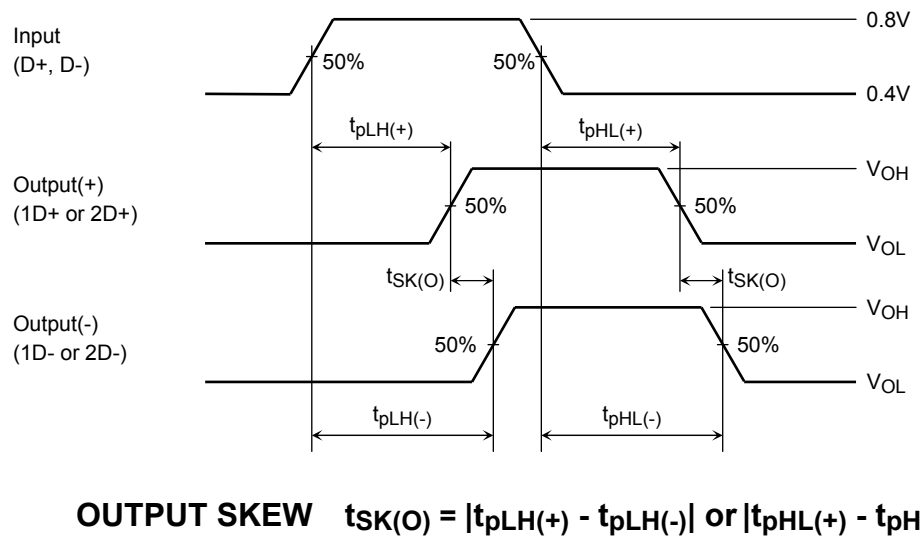 Input
(D+, D-)
50%
50%
0.8V
0.4V
tpLH(+)
tpHL(+)
Output(+)
(1D+ or 2D+)
50%
50%
VOH
VOL
tSK(O)
tSK(O)
Output(-)
(1D- or 2D-)
50%
50%
VOH
VOL
tpLH(-)
tpHL(-)
OUTPUT SKEW tSK(O) = |tpLH(+) - tpLH(-)| or |tpHL(+) - tpH